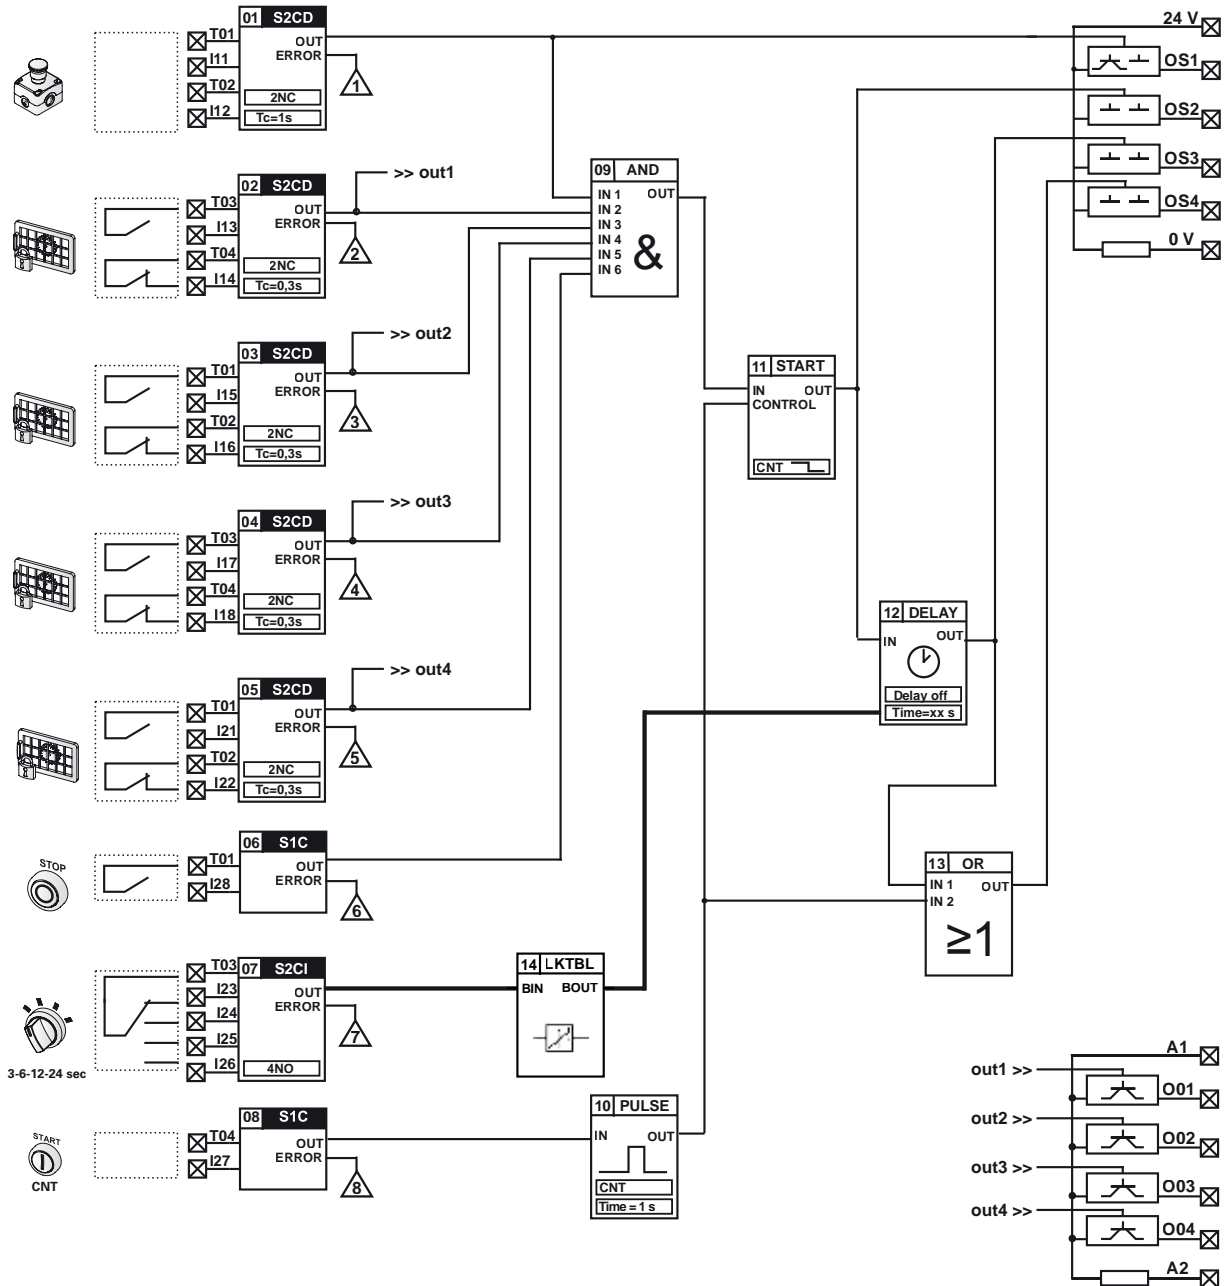 01 S2CD
T01
OUT
I11
ERROR
T02
2NC
I12
Tc=1s
1
24 V
OS1
OS2
OS3
OS4
0 V
02 S2CD
T03
OUT
I13
ERROR
T04
2NC
I14
Tc=0,3s
2
>> out1
03 S2CD
T01
OUT
I15
ERROR
T02
2NC
I16
Tc=0,3s
3
>> out2
04 S2CD
T03
OUT
I17
ERROR
T04
2NC
I18
Tc=0,3s
4
>> out3
05 S2CD
T01
OUT
I21
ERROR
T02
2NC
I22
Tc=0,3s
5
>> out4
09 AND
IN 1 OUT
IN 2
IN 3
IN 4
IN 5
IN 6
&
11 START
IN OUT
CONTROL
CNT
12 DELAY
IN OUT
Delay off
Time=xx s
STOP
06 S1C
T01
OUT
I28
ERROR
6
13 OR
IN 1 OUT
IN 2
≥1
07 S2CI
T03
OUT
I23
ERROR
I24
I25
I26
4NO
7
3-6-12-24 sec
14 LKTBL
BIN BOUT
START
CNT
08 S1C
T04
OUT
I27
ERROR
8
10 PULSE
IN OUT
CNT
Time = 1 s
A1
out1 >>
O01
out2 >>
O02
out3 >>
O03
out4 >>
O04
A2